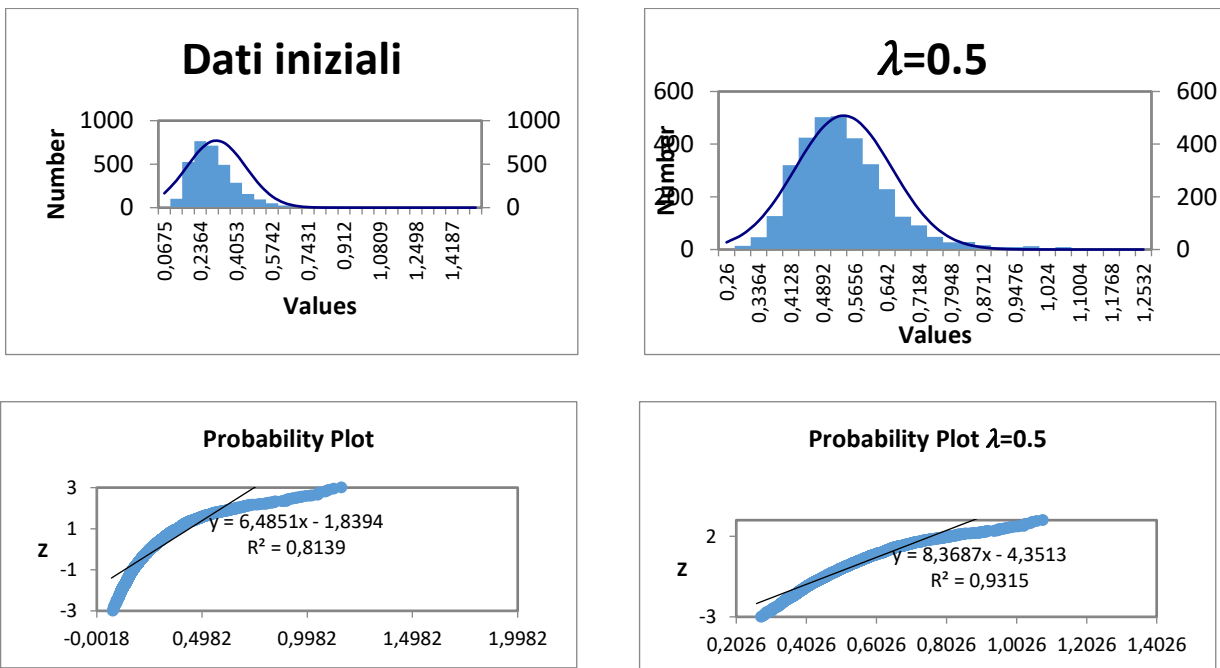 Dati iniziali
1000
500
0
1000
500
0
Number
0,0675
0,2364
0,4053
0,5742
0,7431
0,912
1,0809
1,2498
1,4187
Values
λ=0.5
600
400
200
0
600
400
200
0
Number
0,26
0,3364
0,4128
0,4892
0,5656
0,642
0,7184
0,7948
0,8712
0,9476
1,024
1,1004
1,1768
1,2532
Values
Probability Plot
3
1
-1
-3
Z
y = 6,4851x - 1,8394
R² = 0,8139
-0,0018 0,4982 0,9982 1,4982 1,9982
Probability Plot λ=0.5
2
-3
Z
y = 8,3687x - 4,3513
R² = 0,9315
0,2026 0,4026 0,6026 0,8026 1,0026 1,2026 1,4026